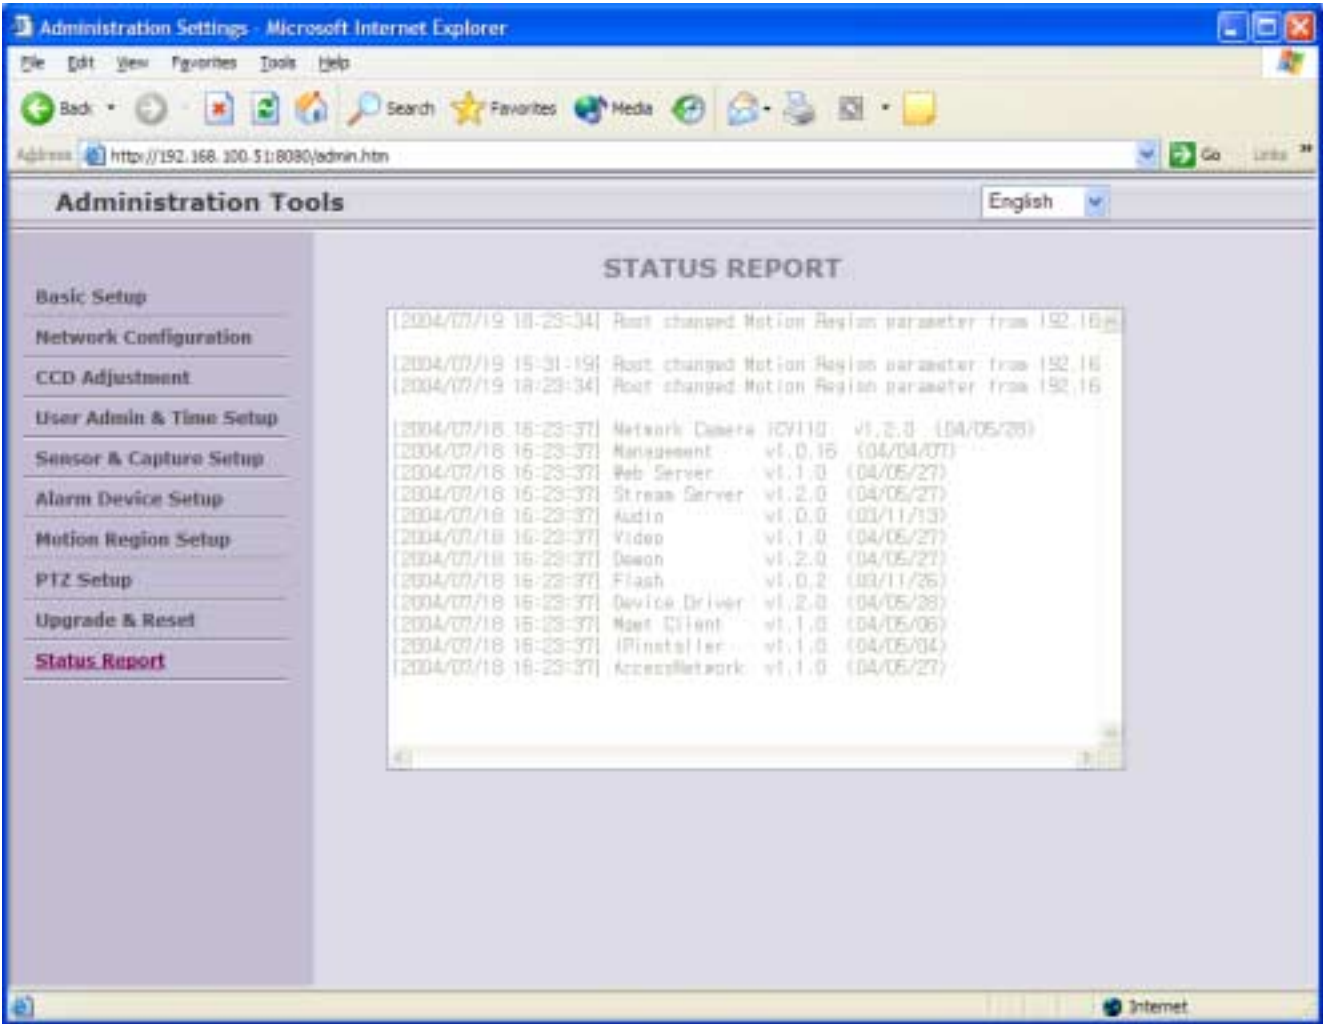 Administration Settings - Microsoft Internet Explorer
File Edit View Favorites Tools Help
Back Search Favorites Media
Address http://192.168.100.51:8080/admin.htm Go Links »
Administration Tools English
STATUS REPORT
Basic Setup
Network Configuration
CCD Adjustment
User Admin & Time Setup
Sensor & Capture Setup
Alarm Device Setup
Motion Region Setup
PTZ Setup
Upgrade & Reset
Status Report
[2004/07/19 18:23:34] Root changed Motion Region parameter from 192.16
[2004/07/19 15:31:19] Root changed Motion Region parameter from 192.16
[2004/07/19 18:23:34] Root changed Motion Region parameter from 192.16
[2004/07/18 16:23:37] Network Camera v1.2.0 (04/05/28)
[2004/07/18 16:23:37] Management v1.0.16 (04/04/07)
[2004/07/18 16:23:37] Web Server v1.1.0 (04/05/27)
[2004/07/18 16:23:37] Stream Server v1.2.0 (04/05/27)
[2004/07/18 16:23:37] Audio v1.0.0 (03/11/13)
[2004/07/18 16:23:37] Video v1.1.0 (04/05/27)
[2004/07/18 16:23:37] v1.2.0 (04/05/27)
[2004/07/18 16:23:37] Flash v1.0.2 (03/11/26)
[2004/07/18 16:23:37] Device Driver v1.2.0 (04/05/28)
[2004/07/18 16:23:37] Mgmt Client v1.1.0 (04/05/06)
[2004/07/18 16:23:37] IPinstaller v1.1.0 (04/05/04)
[2004/07/18 16:23:37] AccessNetwork v1.1.0 (04/05/27)
Internet